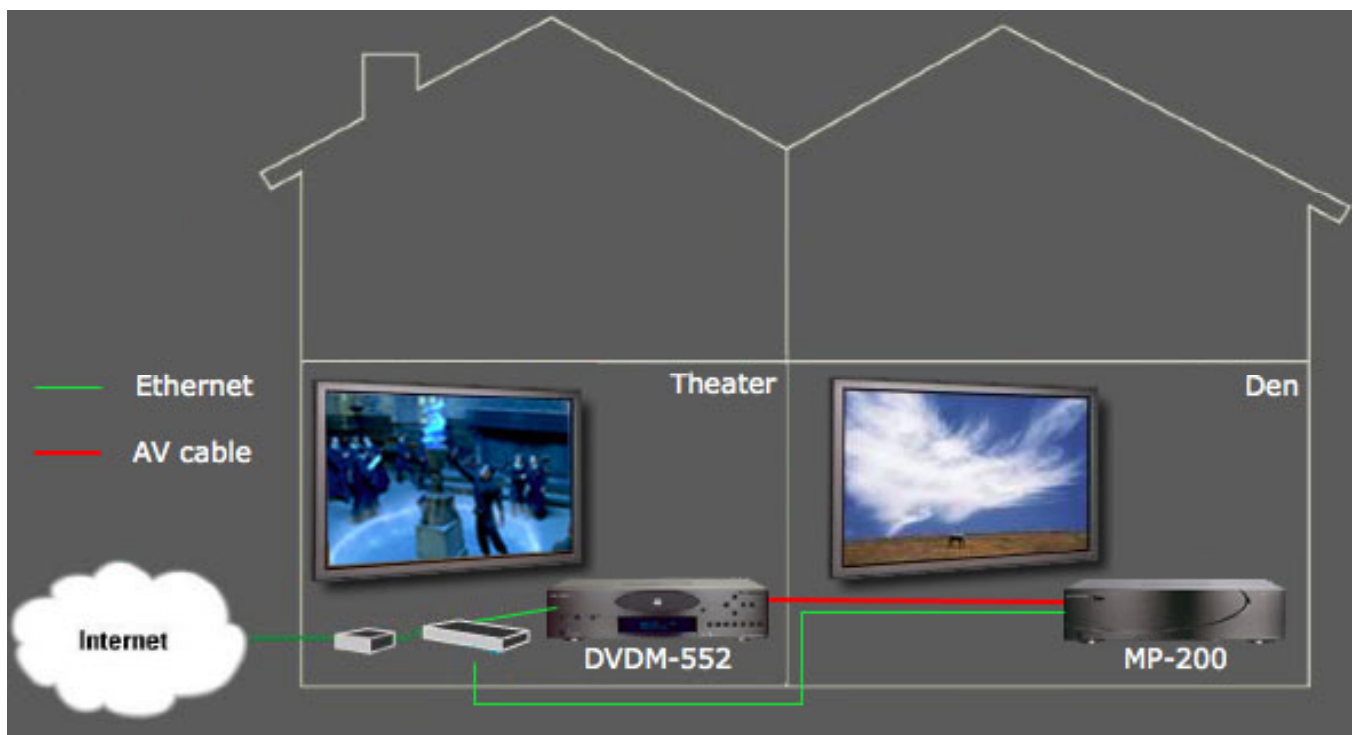 Theater
Den
Ethernet
AV cable
Internet
DVDM-552
MP-200